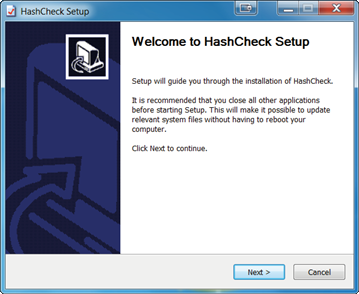 HashCheck Setup
Welcome to HashCheck Setup
Setup will guide you through the installation of HashCheck.
It is recommended that you close all other applications
before starting Setup. This will make it possible to update
relevant system files without having to reboot your
computer.
Click Next to continue.
Next >
Cancel